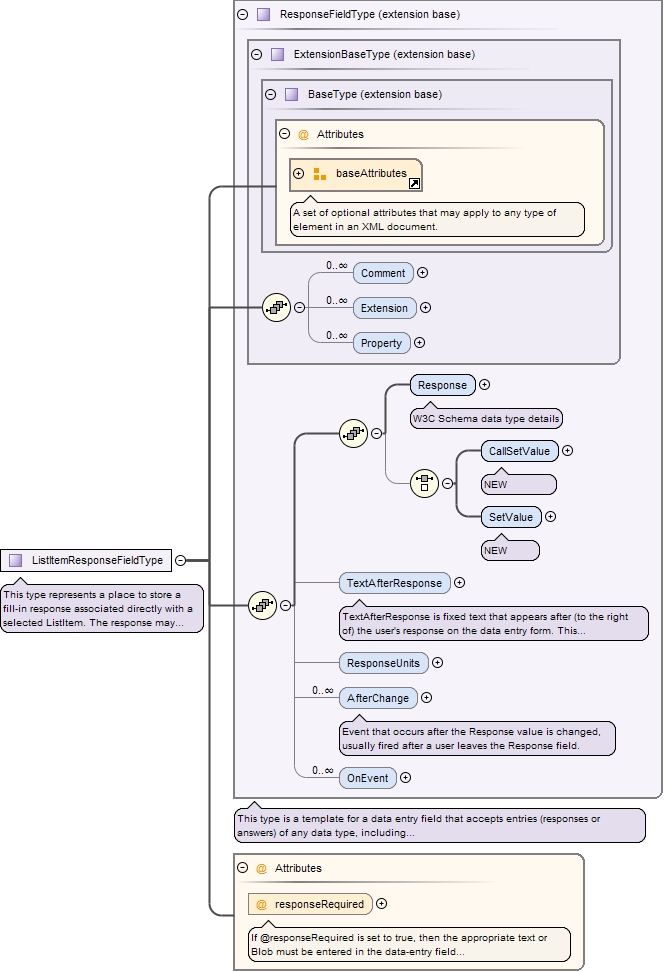 ResponseFieldType (extension base)
ExtensionBaseType (extension base)
BaseType (extension base)
@ Attributes
baseAttributes
A set of optional attributes that may apply to any type of
element in an XML document.
0..∞
Comment
0..∞
Extension
0..∞
Property
Response
W3C Schema data type details
CallSetValue
NEW
SetValue
NEW
ListItemResponseFieldType
This type represents a place to store a
fill-in response associated directly with a
selected ListItem. The response may...
TextAfterResponse
TextAfterResponse is fixed text that appears after (to the right
of) the user's response on the data entry form. This...
ResponseUnits
0..∞
AfterChange
Event that occurs after the Response value is changed,
usually fired after a user leaves the Response field.
0..∞
OnEvent
This type is a template for a data entry field that accepts entries (responses or
answers) of any data type, including...
@ Attributes
@ responseRequired
If @responseRequired is set to true, then the appropriate text or
Blob must be entered in the data-entry field...